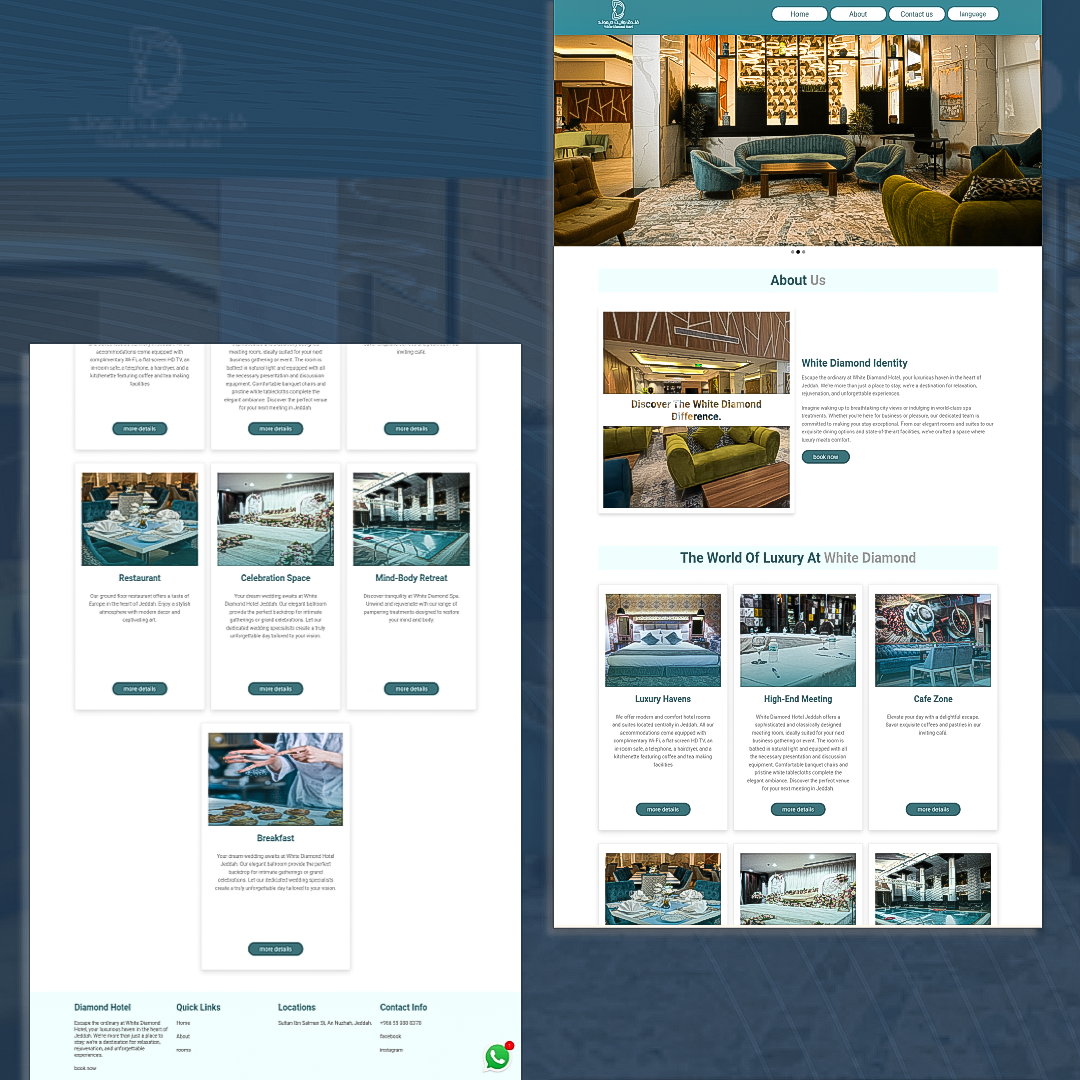 White Diamond Hotel
Home
About
Contact us
language
About Us
Discover The White Diamond
Difference.
White Diamond Identity
Escape the ordinary at White Diamond Hotel, your luxurious haven in the heart of
Jeddah. We're more than just a place to stay; we're a destination for relaxation,
rejuvenation, and unforgettable experiences.
Imagine waking up to breathtaking city views or indulging in world-class spa
treatments. Whether you're here for business or pleasure, our dedicated team is
committed to making your stay exceptional. From our elegant rooms and suites to our
exquisite dining options and state-of-the-art facilities, we've crafted a space where
luxury meets comfort.
book now
The World Of Luxury At White Diamond
Luxury Havens
We offer modern and comfort hotel rooms
and suites located centrally in Jeddah. All our
accommodations come equipped with
complimentary Wi-Fi, a flat-screen HD TV, an
in-room safe, a telephone, a hairdryer, and a
kitchenette featuring coffee and tea making
facilities
more details
High-End Meeting
White Diamond Hotel Jeddah offers a
sophisticated and classically designed
meeting room, ideally suited for your next
business gathering or event. The room is
bathed in natural light and equipped with all
the necessary presentation and discussion
equipment. Comfortable banquet chairs and
pristine white tablecloths complete the
elegant ambiance. Discover the perfect venue
for your next meeting in Jeddah.
more details
Cafe Zone
Elevate your day with a delightful escape.
Savor exquisite coffees and pastries in our
inviting café.
more details
accommodations come equipped with
complimentary Wi-Fi, a flat-screen HD TV, an
in-room safe, a telephone, a hairdryer, and a
kitchenette featuring coffee and tea making
facilities
more details
meeting room, ideally suited for your next
business gathering or event. The room is
bathed in natural light and equipped with all
the necessary presentation and discussion
equipment. Comfortable banquet chairs and
pristine white tablecloths complete the
elegant ambiance. Discover the perfect venue
for your next meeting in Jeddah.
more details
inviting café.
more details
Restaurant
Our ground floor restaurant offers a taste of
Europe in the heart of Jeddah. Enjoy a stylish
atmosphere with modern decor and
captivating art.
more details
Celebration Space
Your dream wedding awaits at White
Diamond Hotel Jeddah. Our elegant ballroom
provide the perfect backdrop for intimate
gatherings or grand celebrations. Let our
dedicated wedding specialists create a truly
unforgettable day tailored to your vision.
more details
Mind-Body Retreat
Discover tranquility at White Diamond Spa.
Unwind and rejuvenate with our range of
pampering treatments designed to restore
your mind and body.
more details
Breakfast
Your dream wedding awaits at White Diamond Hotel
Jeddah. Our elegant ballroom provide the perfect
backdrop for intimate gatherings or grand
celebrations. Let our dedicated wedding specialists
create a truly unforgettable day tailored to your vision.
more details
Diamond Hotel
Escape the ordinary at White Diamond
Hotel, your luxurious haven in the heart of
Jeddah. We're more than just a place to
stay; we're a destination for relaxation,
rejuvenation, and unforgettable
experiences.
book now
Quick Links
Home
About
rooms
Locations
Sultan Ibn Salman St, An Nuzhah, Jeddah.
Contact Info
facebook
instagram